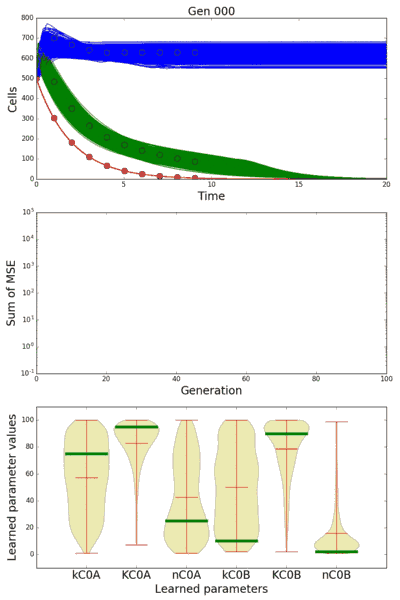 Gen 000
800
700
600
500
400
300
200
100
0
Cells
0 5 10 15 20
Time
10^5
10^4
10^3
10^2
10^1
10^0
10^-1
Sum of MSE
0 20 40 60 80 100
Generation
100
80
60
40
20
0
Learned parameter values
kC0A KC0A nC0A kC0B KC0B nC0B
Learned parameters